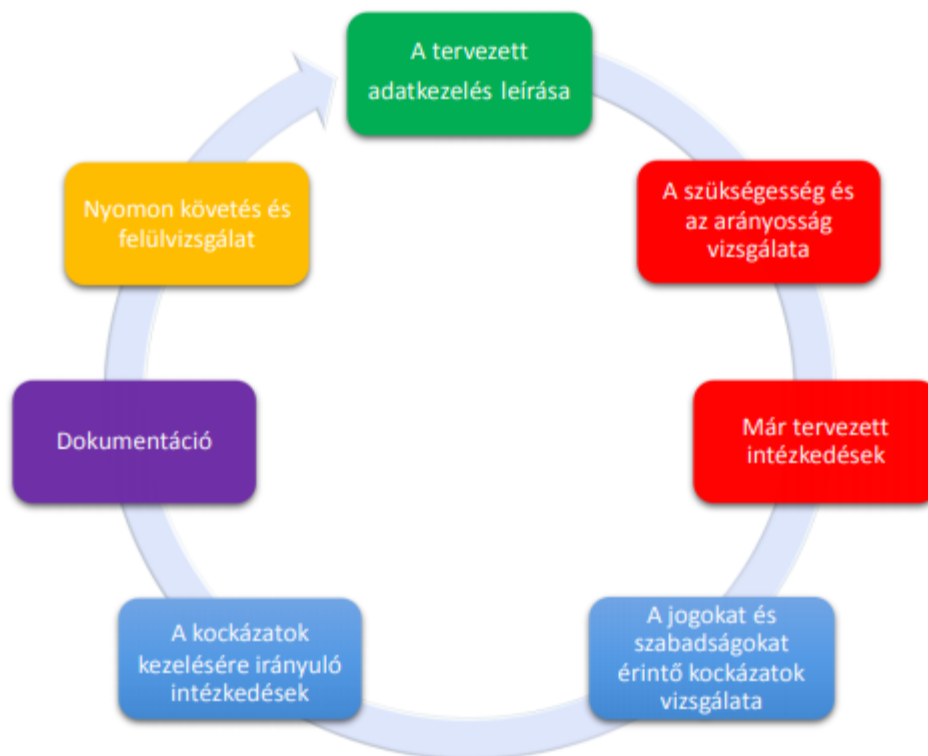 A tervezett
adatkezelés leírása
A szükségesség és
az arányosság
vizsgálata
Már tervezett
intézkedések
A jogokat és
szabadságokat
érintő kockázatok
vizsgálata
A kockázatok
kezelésére irányuló
intézkedések
Dokumentáció
Nyomon követés és
felülvizsgálat